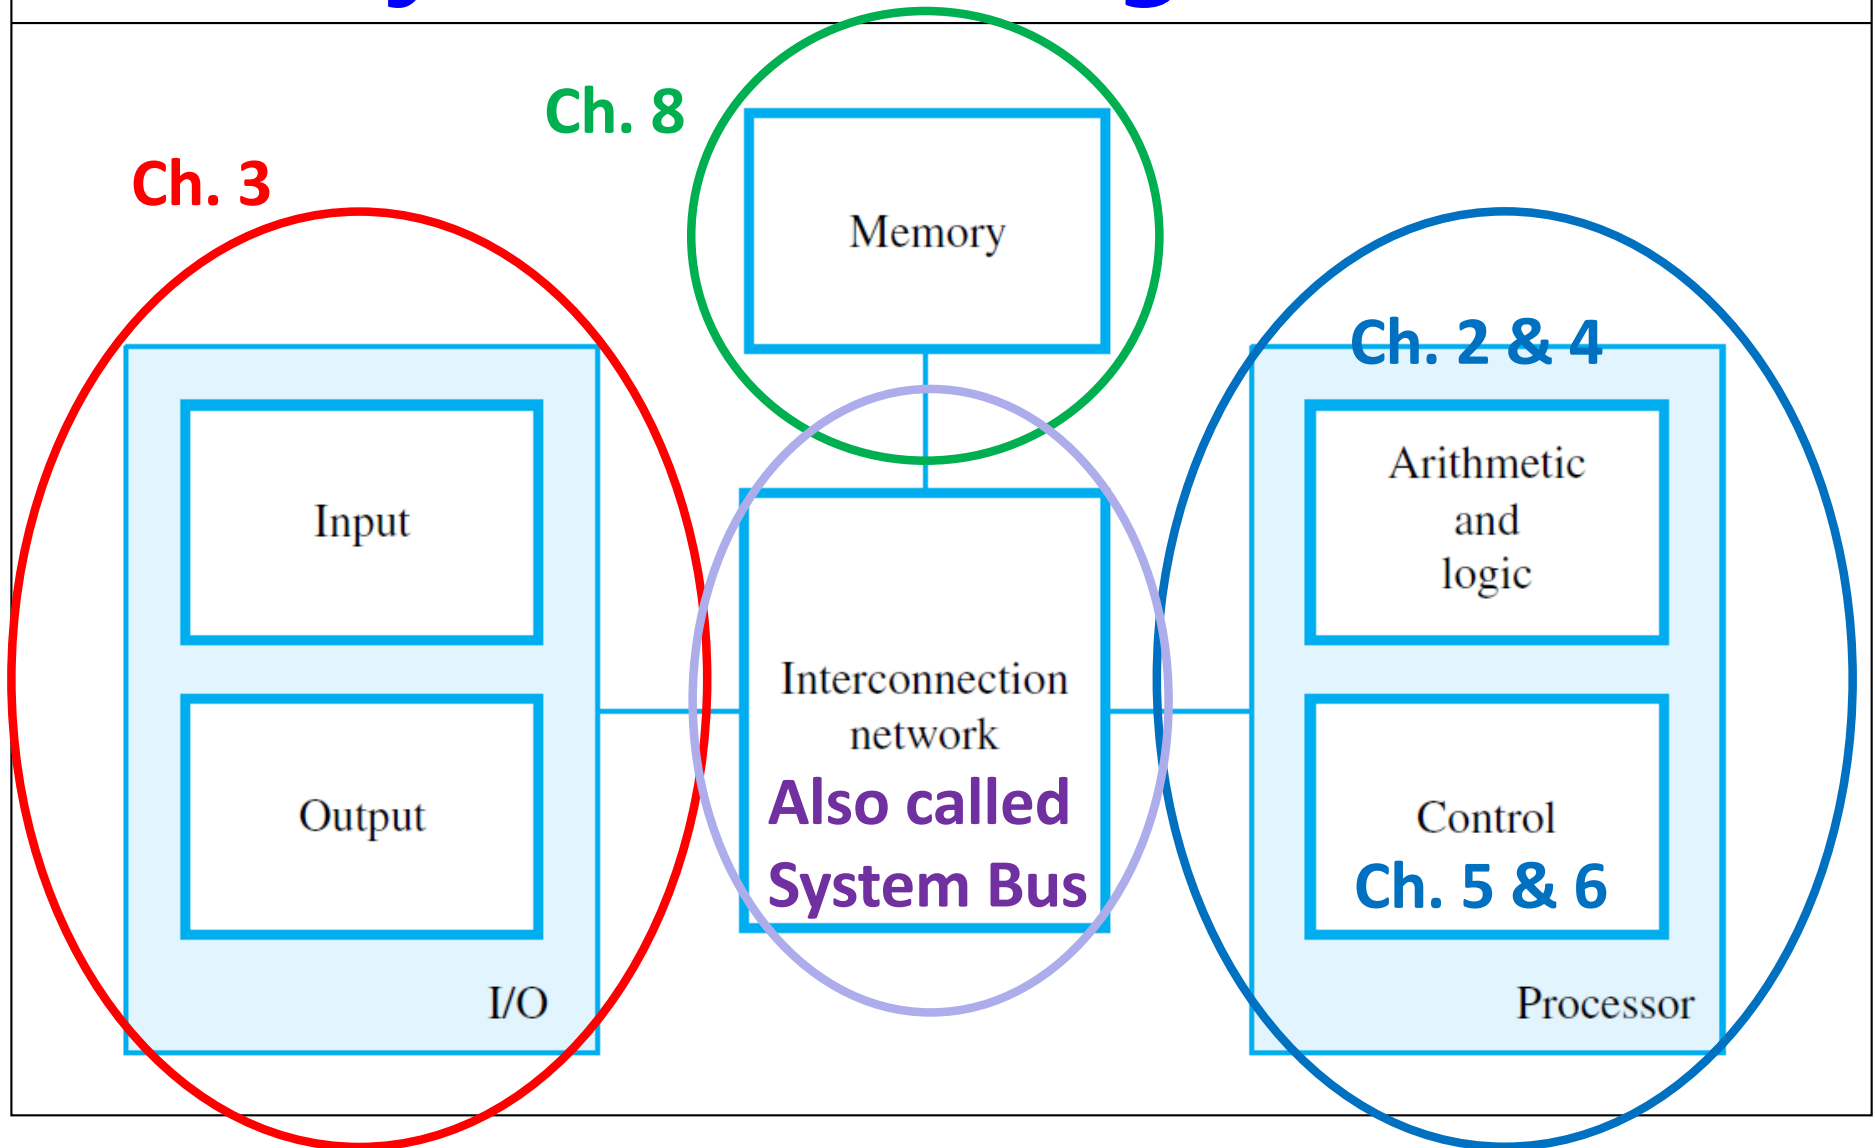 Ch. 8
Ch. 3
Memory
Ch. 2 & 4
Arithmetic
and
logic
Input
Interconnection
network
Also called
System Bus
Output
Control
Ch. 5 & 6
I/O
Processor